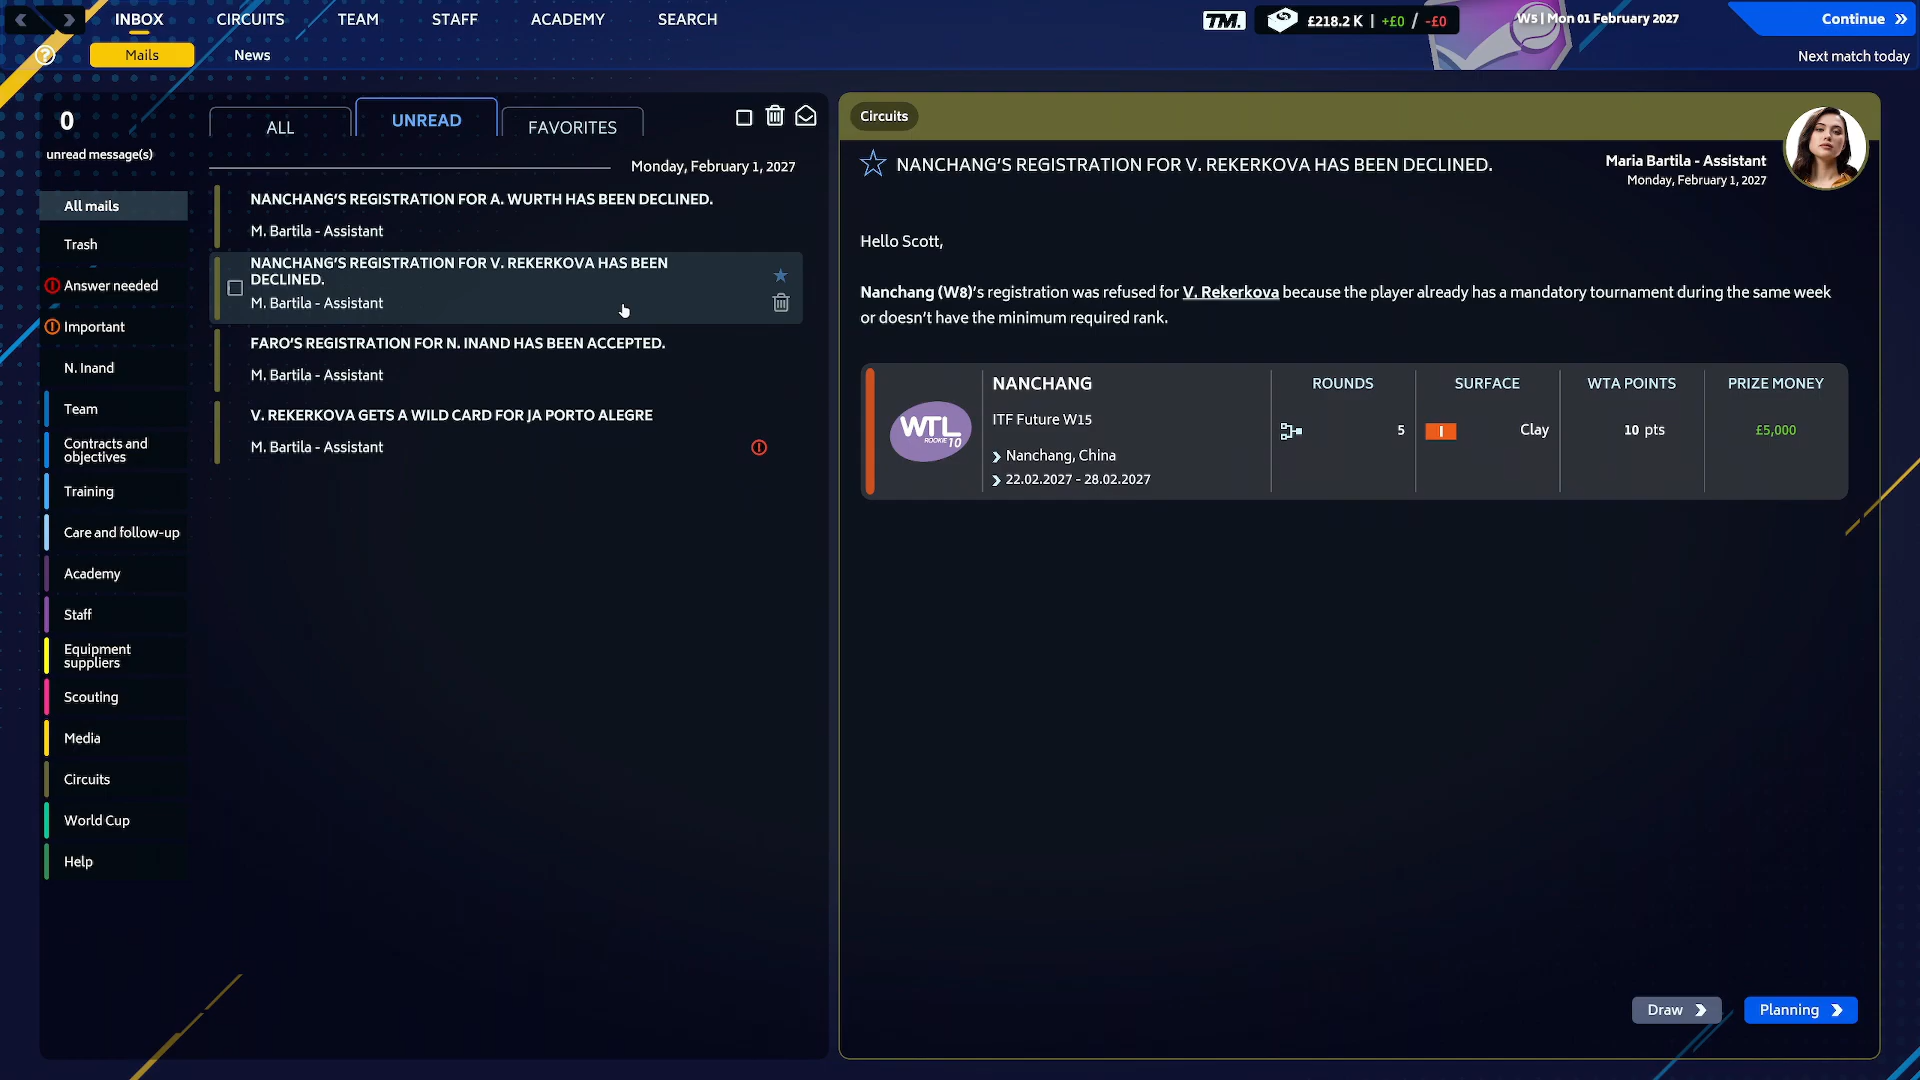 INBOX CIRCUITS TEAM STAFF ACADEMY SEARCH
TM. £218.2 K | +£0 / -£0
W5 | Mon 01 February 2027
Continue
Mails News
Next match today
0
unread message(s)
All mails
Trash
Answer needed
Important
N. Inand
Team
Contracts and
objectives
Training
Care and follow-up
Academy
Staff
Equipment
suppliers
Scouting
Media
Circuits
World Cup
Help
ALL UNREAD FAVORITES
Monday, February 1, 2027
NANCHANG'S REGISTRATION FOR A. WURTH HAS BEEN DECLINED.
M. Bartila - Assistant
NANCHANG'S REGISTRATION FOR V. REKERKOVA HAS BEEN
DECLINED.
M. Bartila - Assistant
FARO'S REGISTRATION FOR N. INAND HAS BEEN ACCEPTED.
M. Bartila - Assistant
V. REKERKOVA GETS A WILD CARD FOR JA PORTO ALEGRE
M. Bartila - Assistant
Circuits
NANCHANG'S REGISTRATION FOR V. REKERKOVA HAS BEEN DECLINED.
Maria Bartila - Assistant
Monday, February 1, 2027
Hello Scott,
Nanchang (W8)'s registration was refused for V. Rekerkova because the player already has a mandatory tournament during the same week
or doesn't have the minimum required rank.
WTL
ROOKIE 10
NANCHANG
ITF Future W15
Nanchang, China
22.02.2027 - 28.02.2027
ROUNDS
5
SURFACE
Clay
WTA POINTS
10 pts
PRIZE MONEY
£5,000
Draw Planning